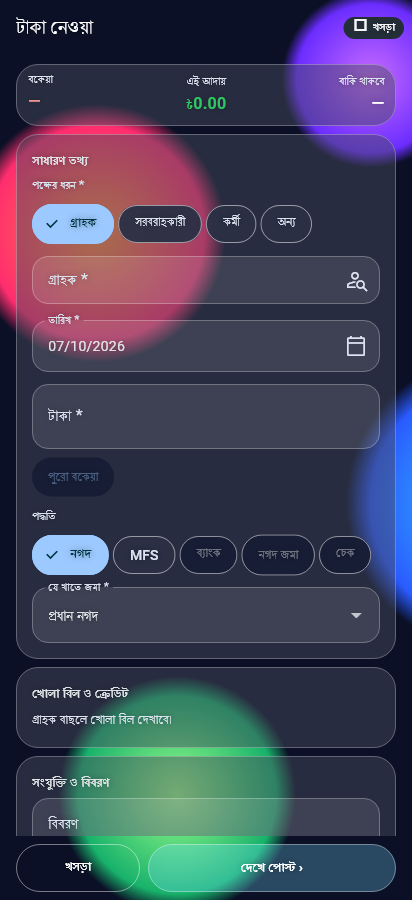 টাকা নেওয়া
খসড়া
বকেয়া
–
এই আদায়
৳0.00
বাকি থাকবে
–
সাধারণ তথ্য
পক্ষের ধরন *
গ্রাহক
সরবরাহকারী
কর্মী
অন্য
গ্রাহক *
তারিখ *
07/10/2026
টাকা *
পুরো বকেয়া
পদ্ধতি
নগদ
MFS
ব্যাংক
নগদ জমা
চেক
যে খাতে জমা *
প্রধান নগদ
খোলা বিল ও ক্রেডিট
গ্রাহক বাছলে খোলা বিল দেখাবে।
সংযুক্তি ও বিবরণ
বিবরণ
খসড়া
দেখে পোস্ট ›